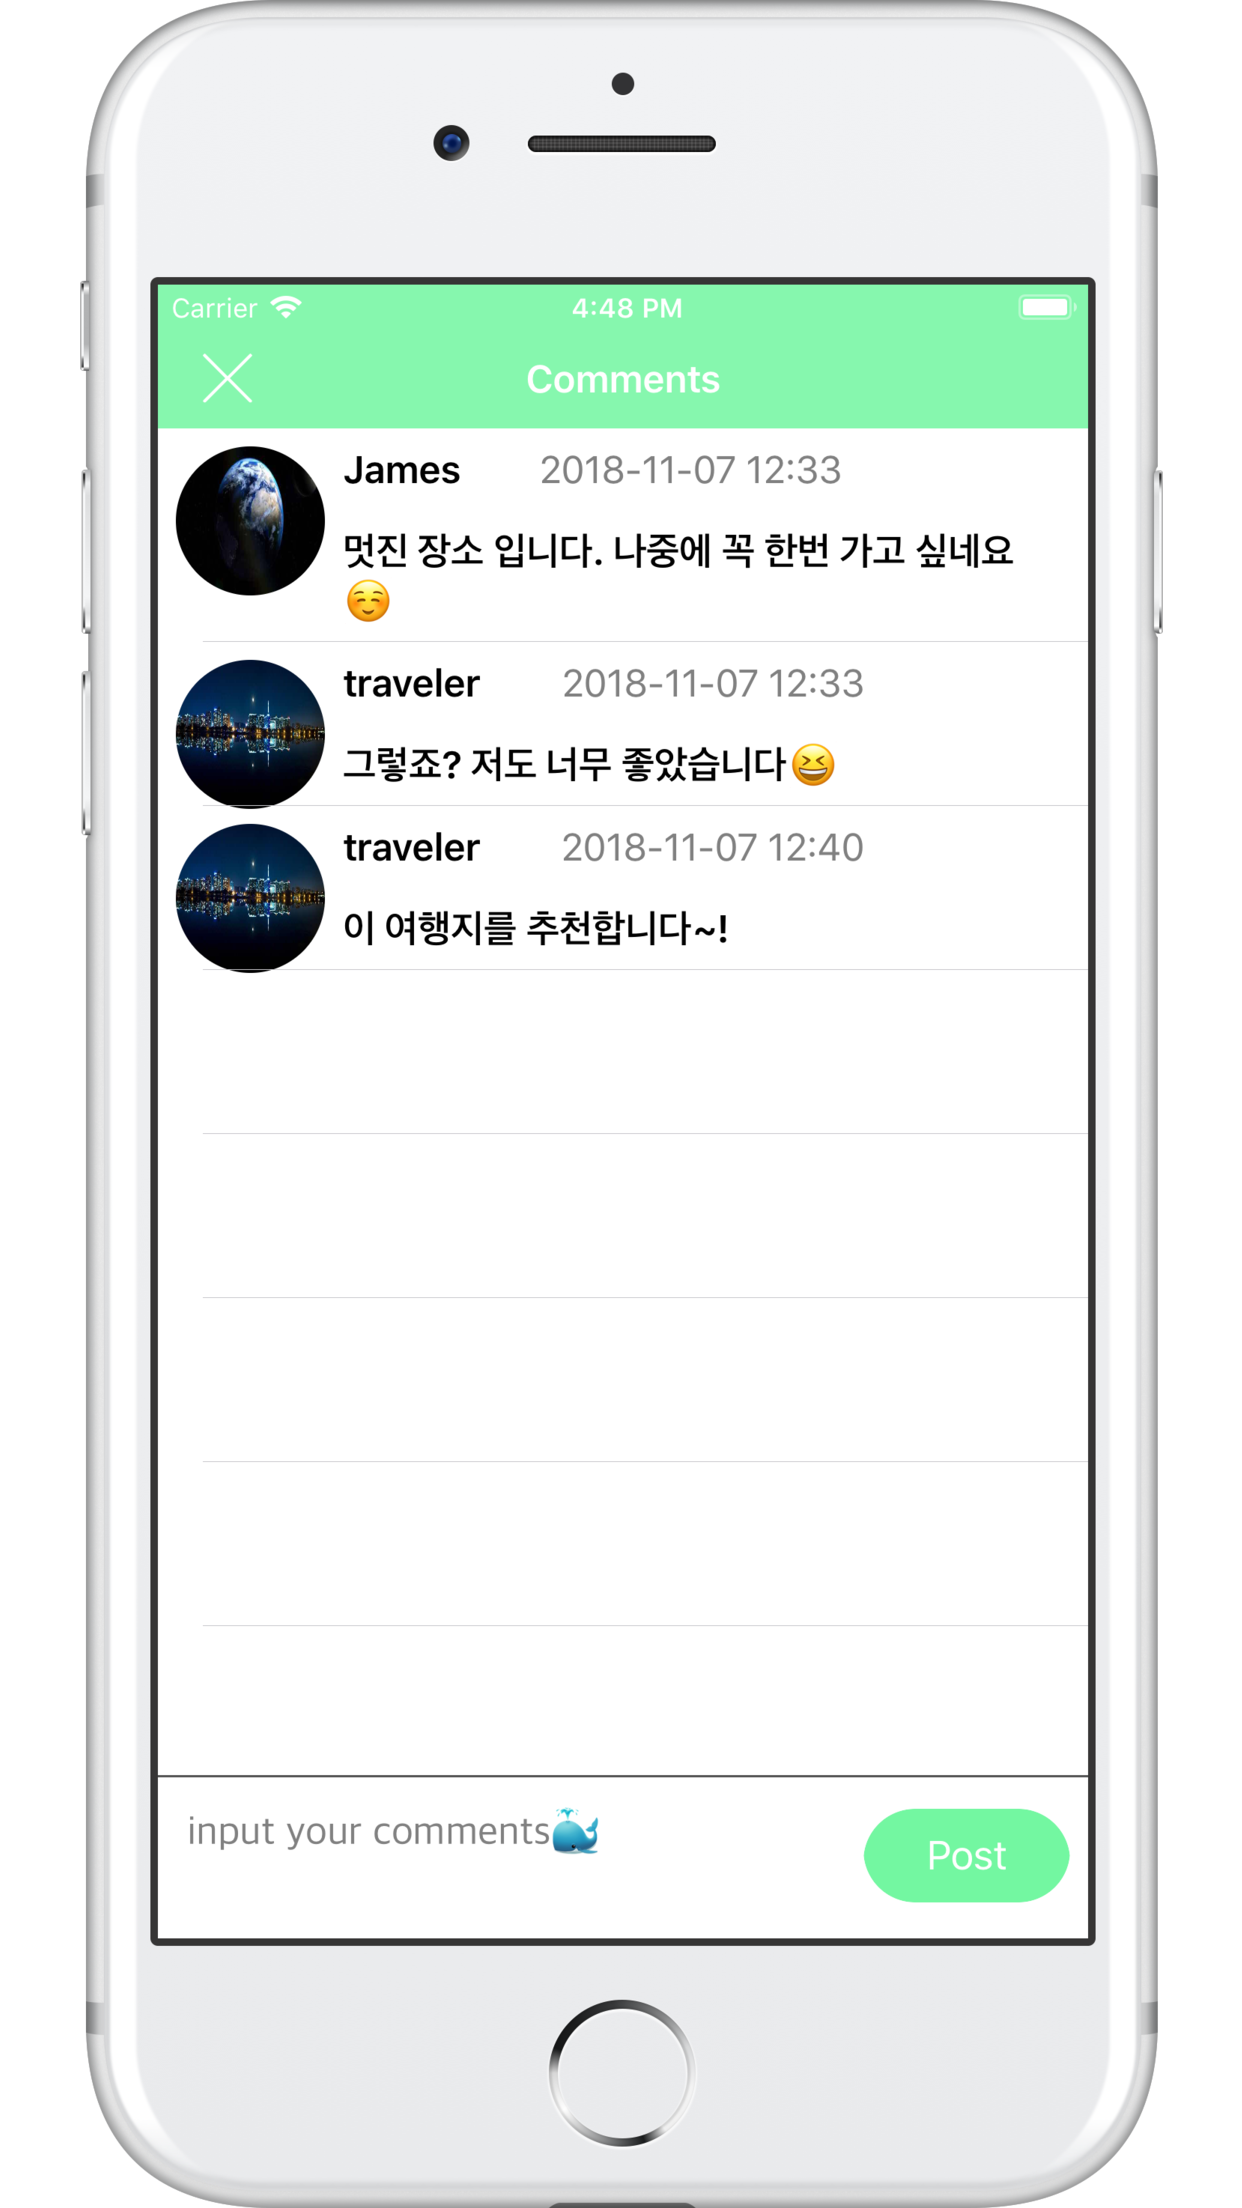 Carrier
4:48 PM
Comments
James 2018-11-07 12:33
멋진 장소 입니다. 나중에 꼭 한번 가고 싶네요
☺️
traveler 2018-11-07 12:33
그렇죠? 저도 너무 좋았습니다😆
traveler 2018-11-07 12:40
이 여행지를 추천합니다~!
input your comments🐳
Post